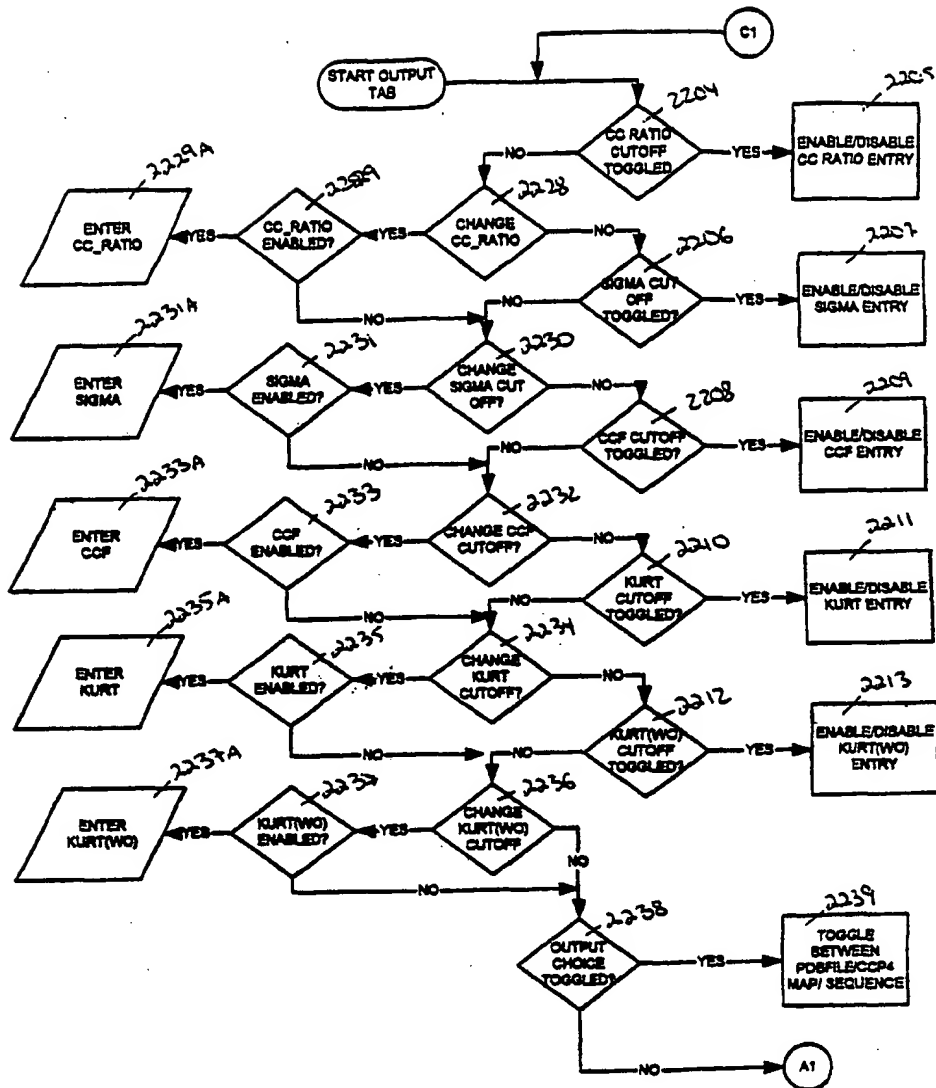 C1
START OUTPUT
TAB
2204
CC RATIO
CUTOFF
TOGGLED
YES
2205
ENABLE/DISABLE
CC RATIO ENTRY
NO
2228
CHANGE
CC_RATIO
YES
2229
CC_RATIO
ENABLED?
YES
2229A
ENTER
CC_RATIO
NO
2206
SIGMA CUT
OFF
TOGGLED?
YES
2207
ENABLE/DISABLE
SIGMA ENTRY
NO
NO
2230
CHANGE
SIGMA CUT
OFF?
YES
2231
SIGMA
ENABLED?
YES
2231A
ENTER
SIGMA
NO
2208
CCF CUTOFF
TOGGLED?
YES
2209
ENABLE/DISABLE
CCF ENTRY
NO
NO
2232
CHANGE CCF
CUTOFF?
YES
2233
CCF
ENABLED?
YES
2233A
ENTER
CCF
NO
2210
KURT
CUTOFF
TOGGLED?
YES
2211
ENABLE/DISABLE
KURT ENTRY
NO
NO
2234
CHANGE
KURT
CUTOFF?
YES
2235
KURT
ENABLED?
YES
2235A
ENTER
KURT
NO
2212
KURT(WO)
CUTOFF
TOGGLED?
YES
2213
ENABLE/DISABLE
KURT(WO)
ENTRY
NO
NO
2236
CHANGE
KURT(WO)
CUTOFF
YES
2237
KURT(WO)
ENABLED?
YES
2237A
ENTER
KURT(WO)
NO
NO
2238
OUTPUT
CHOICE
TOGGLED?
YES
2239
TOGGLE
BETWEEN
PDBFILE/CCP4
MAP/ SEQUENCE
NO
A1